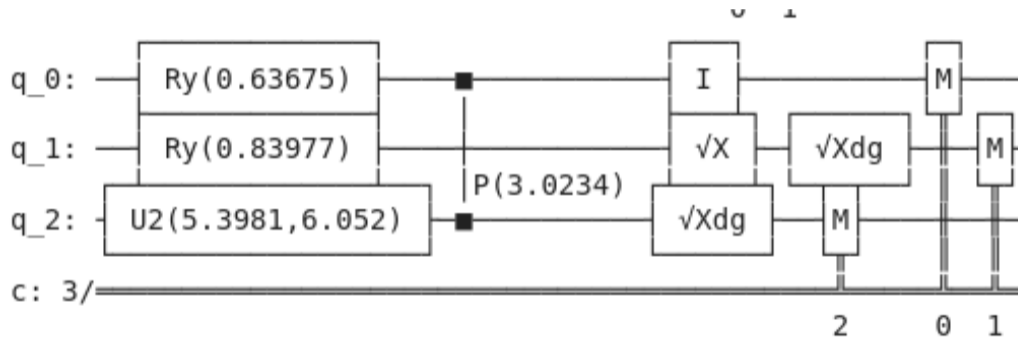 q_0: Ry(0.63675) I M
q_1: Ry(0.83977) √X √Xdg M
P(3.0234)
q_2: U2(5.3981,6.052) √Xdg M
c: 3/
2 0 1